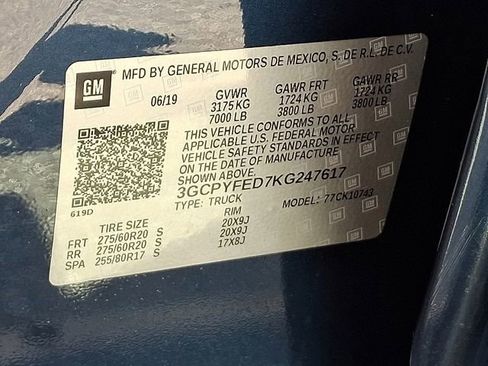 GM
MFD BY GENERAL MOTORS DE MEXICO, S. DE R.L. DE C.V.
06/19 GVWR GAWR FRT GAWR RR
3175 KG 1724 KG 1724 KG
7000 LB 3800 LB 3800 LB
THIS VEHICLE CONFORMS TO ALL
APPLICABLE U.S. FEDERAL MOTOR
VEHICLE SAFETY STANDARDS IN EFFECT
ON THE DATE OF MANUFACTURE
3GCPYFED7KG247617
619D TYPE: TRUCK MODEL: 77CK10743
TIRE SIZE RIM
FRT 275/60R20 S 20X9J
RR 275/60R20 S 20X9J
SPA 255/80R17 S 17X8J